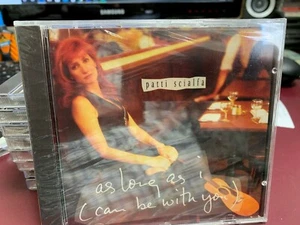 patti scialfa
as long as i
(can be with you)